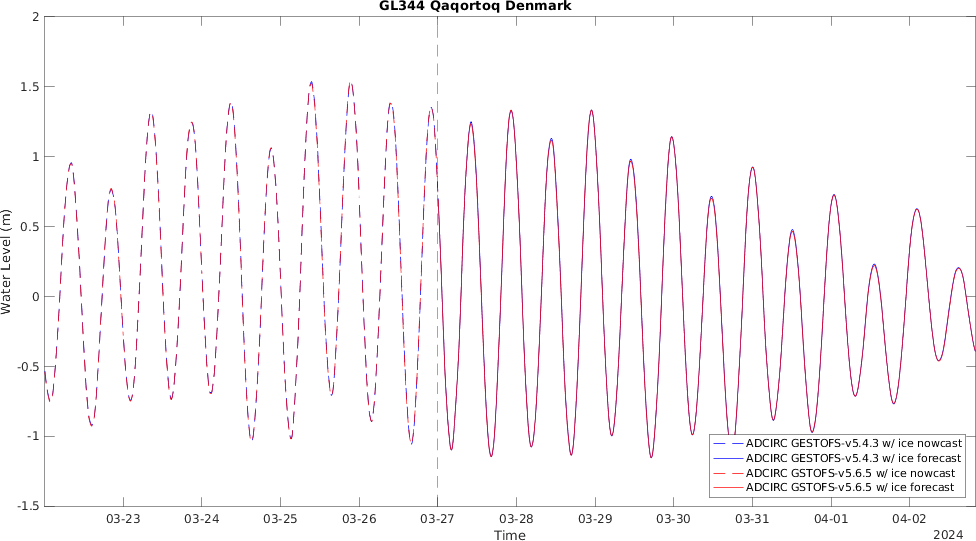 GL344 Qaqortoq Denmark
2
1.5
1
0.5
0
-0.5
-1
-1.5
Water Level (m)
ADCIRC GESTOFS-v5.4.3 w/ ice nowcast
ADCIRC GESTOFS-v5.4.3 w/ ice forecast
ADCIRC GSTOFS-v5.6.5 w/ ice nowcast
ADCIRC GSTOFS-v5.6.5 w/ ice forecast
03-23 03-24 03-25 03-26 03-27 03-28 03-29 03-30 03-31 04-01 04-02
Time
2024